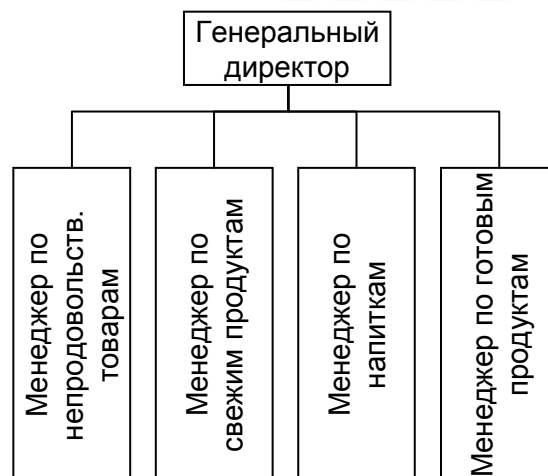 Генеральный
директор
Менеджер по
непродовольств.
товарам
Менеджер по
свежим продуктам
Менеджер по
напиткам
Менеджер по готовым
продуктам